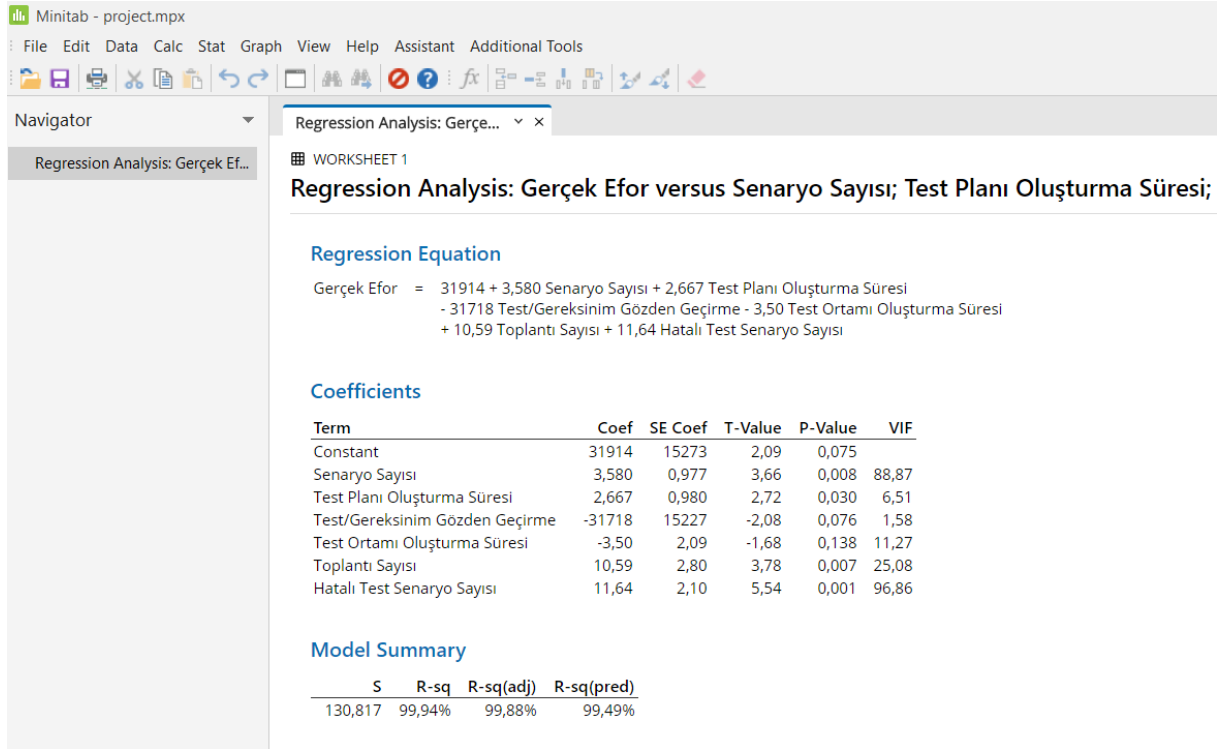 Minitab - project.mpx
File Edit Data Calc Stat Graph View Help Assistant Additional Tools
fx
Navigator
Regression Analysis: Gerçek Ef...
Regression Analysis: Gerçe...
WORKSHEET 1
Regression Analysis: Gerçek Efor versus Senaryo Sayısı; Test Planı Oluşturma Süresi;
Regression Equation
Gerçek Efor = 31914 + 3,580 Senaryo Sayısı + 2,667 Test Planı Oluşturma Süresi
- 31718 Test/Gereksinim Gözden Geçirme - 3,50 Test Ortamı Oluşturma Süresi
+ 10,59 Toplantı Sayısı + 11,64 Hatalı Test Senaryo Sayısı
Coefficients
Term Coef SE Coef T-Value P-Value VIF
Constant 31914 15273 2,09 0,075
Senaryo Sayısı 3,580 0,977 3,66 0,008 88,87
Test Planı Oluşturma Süresi 2,667 0,980 2,72 0,030 6,51
Test/Gereksinim Gözden Geçirme -31718 15227 -2,08 0,076 1,58
Test Ortamı Oluşturma Süresi -3,50 2,09 -1,68 0,138 11,27
Toplantı Sayısı 10,59 2,80 3,78 0,007 25,08
Hatalı Test Senaryo Sayısı 11,64 2,10 5,54 0,001 96,86
Model Summary
S R-sq R-sq(adj) R-sq(pred)
130,817 99,94% 99,88% 99,49%